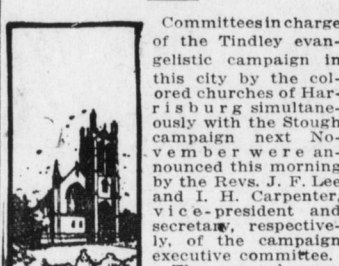 Committees in charge
of the Tindley evan-
gelistic campaign in
this city by the col-
ored churches of Har-
risburg simultane-
ously with the Stough
campaign next No-
vember were an-
nounced this morning
by the Revs. J. F. Lee
and I. H. Carpenter,
vice-president and
secretary, respective-
ly, of the campaign
executive committee.